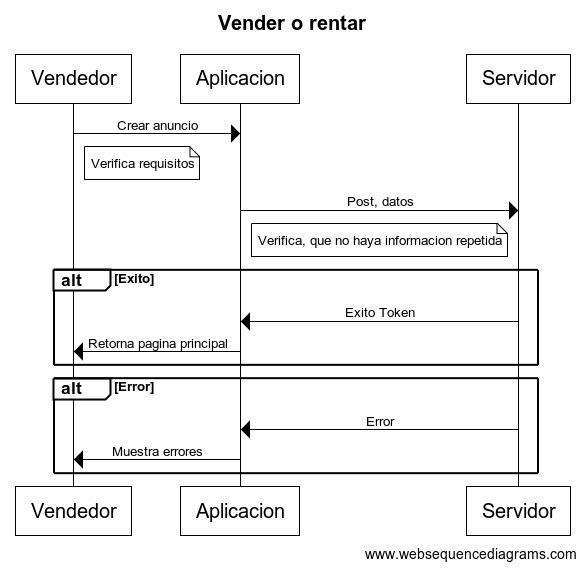 Vender o rentar
Vendedor Aplicacion Servidor
Crear anuncio
Verifica requisitos
Post, datos
Verifica, que no haya informacion repetida
alt [Exito]
Exito Token
Retorna pagina principal
alt [Error]
Error
Muestra errores
Vendedor Aplicacion Servidor
www.websequencediagrams.com